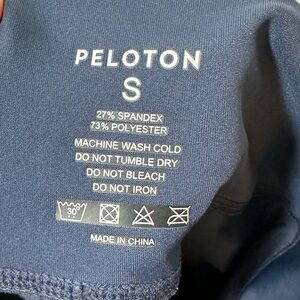 PELOTON
S
27% SPANDEX
73% POLYESTER
MACHINE WASH COLD
DO NOT TUMBLE DRY
DO NOT BLEACH
DO NOT IRON
30
MADE IN CHINA